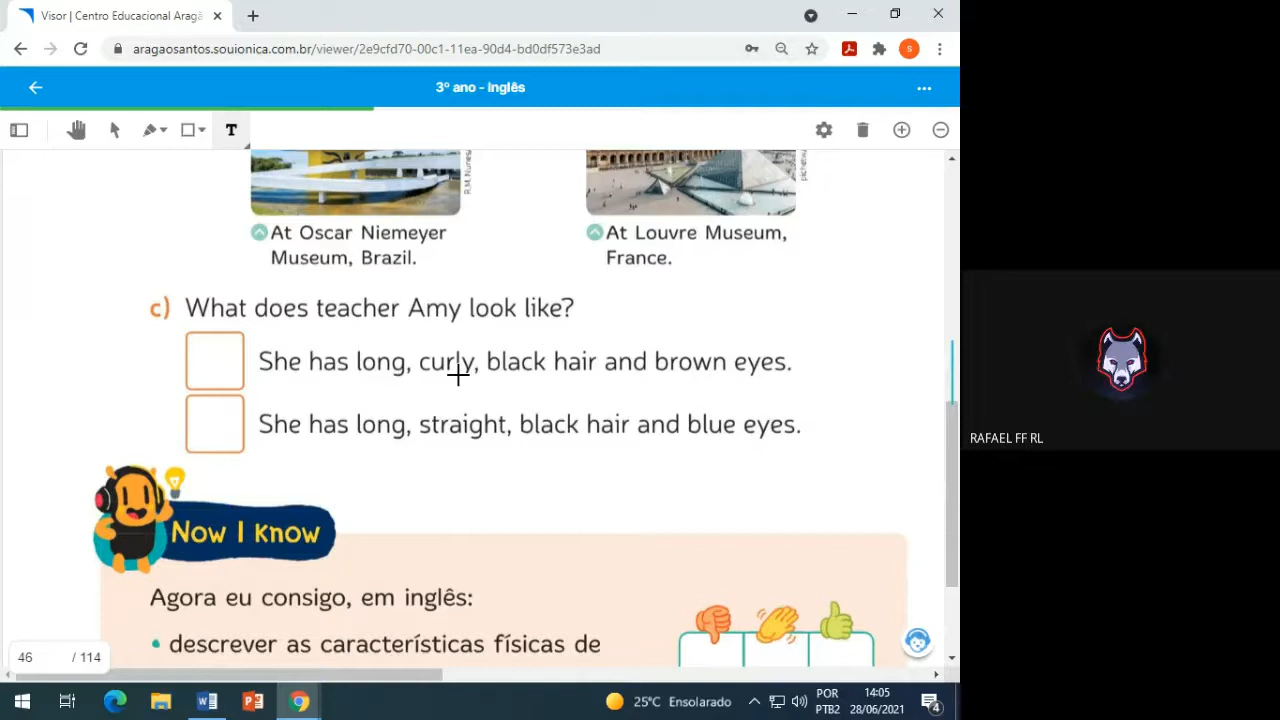 Visor | Centro Educacional Aragã
aragaosantos.souionica.com.br/viewer/2e9cfd70-00c1-11ea-90d4-bd0df573e3ad
s
3º ano - Inglês
T
R.M. Nunes
At Oscar Niemeyer
Museum, Brazil.
At Louvre Museum,
France.
c) What does teacher Amy look like?
She has long, curly, black hair and brown eyes.
She has long, straight, black hair and blue eyes.
Now I know
Agora eu consigo, em inglês:
• descrever as características físicas de
46 / 114
RAFAEL FF RL
25°C Ensolarado
POR
PTB2
14:05
28/06/2021
4